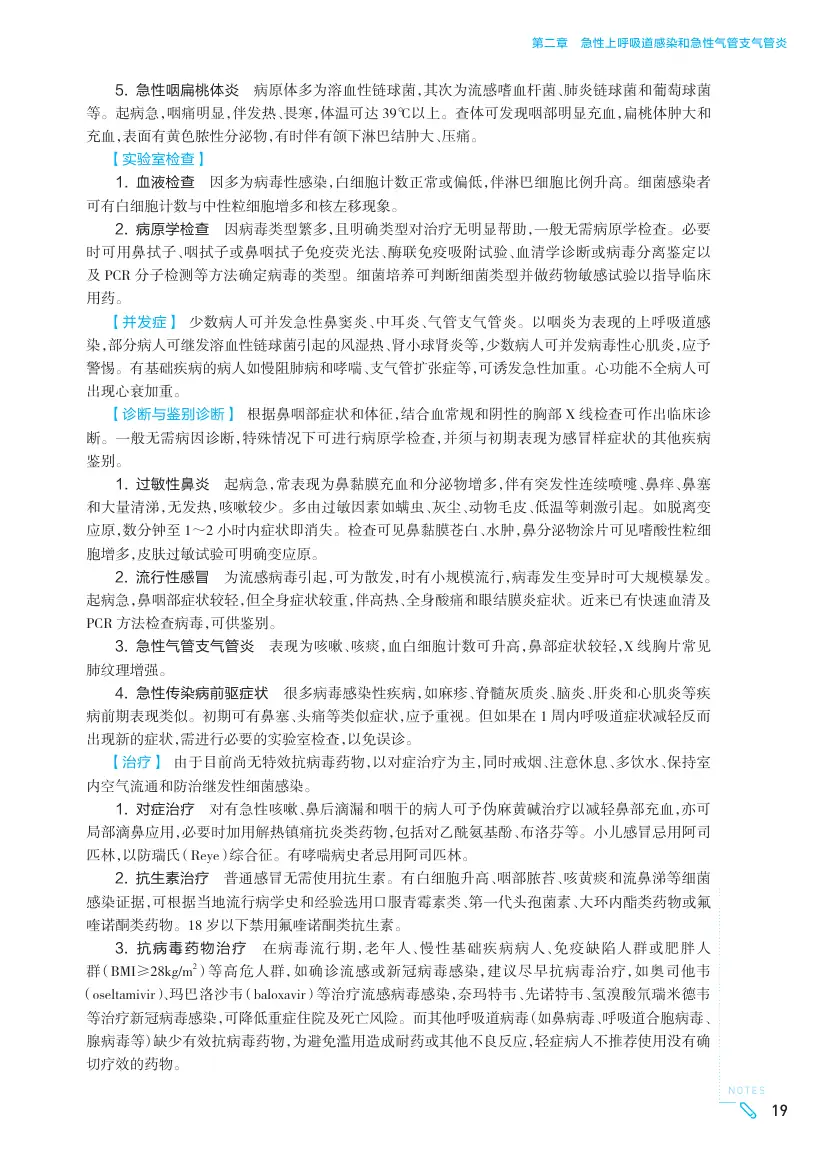 第二章 急性上呼吸道感染和急性气管支气管炎
5. 急性咽扁桃体炎 病原体多为溶血性链球菌,其次为流感嗜血杆菌、肺炎链球菌和葡萄球菌
等。起病急,咽痛明显,伴发热、畏寒,体温可达 39℃以上。查体可发现咽部明显充血,扁桃体肿大和
充血,表面有黄色脓性分泌物,有时伴有颌下淋巴结肿大、压痛。
【实验室检查】
1. 血液检查 因多为病毒性感染,白细胞计数正常或偏低,伴淋巴细胞比例升高。细菌感染者
可有白细胞计数与中性粒细胞增多和核左移现象。
2. 病原学检查 因病毒类型繁多,且明确类型对治疗无明显帮助,一般无需病原学检查。必要
时可用鼻拭子、咽拭子或鼻咽拭子免疫荧光法、酶联免疫吸附试验、血清学诊断或病毒分离鉴定以
及 PCR 分子检测等方法确定病毒的类型。细菌培养可判断细菌类型并做药物敏感试验以指导临床
用药。
【并发症】 少数病人可并发急性鼻窦炎、中耳炎、气管支气管炎。以咽炎为表现的上呼吸道感
染,部分病人可继发溶血性链球菌引起的风湿热、肾小球肾炎等,少数病人可并发病毒性心肌炎,应予
警惕。有基础疾病的病人如慢阻肺病和哮喘、支气管扩张症等,可诱发急性加重。心功能不全病人可
出现心衰加重。
【诊断与鉴别诊断】 根据鼻咽部症状和体征,结合血常规和阴性的胸部 X 线检查可作出临床诊
断。一般无需病因诊断,特殊情况下可进行病原学检查,并须与初期表现为感冒样症状的其他疾病
鉴别。
1. 过敏性鼻炎 起病急,常表现为鼻黏膜充血和分泌物增多,伴有突发性连续喷嚏、鼻痒、鼻塞
和大量清涕,无发热,咳嗽较少。多由过敏因素如螨虫、灰尘、动物毛皮、低温等刺激引起。如脱离变
应原,数分钟至 1～2 小时内症状即消失。检查可见鼻黏膜苍白、水肿,鼻分泌物涂片可见嗜酸性粒细
胞增多,皮肤过敏试验可明确变应原。
2. 流行性感冒 为流感病毒引起,可为散发,时有小规模流行,病毒发生变异时可大规模暴发。
起病急,鼻咽部症状较轻,但全身症状较重,伴高热、全身酸痛和眼结膜炎症状。近来已有快速血清及
PCR 方法检查病毒,可供鉴别。
3. 急性气管支气管炎 表现为咳嗽、咳痰,血白细胞计数可升高,鼻部症状较轻,X 线胸片常见
肺纹理增强。
4. 急性传染病前驱症状 很多病毒感染性疾病,如麻疹、脊髓灰质炎、脑炎、肝炎和心肌炎等疾
病前期表现类似。初期可有鼻塞、头痛等类似症状,应予重视。但如果在 1 周内呼吸道症状减轻反而
出现新的症状,需进行必要的实验室检查,以免误诊。
【治疗】 由于目前尚无特效抗病毒药物,以对症治疗为主,同时戒烟、注意休息、多饮水、保持室
内空气流通和防治继发性细菌感染。
1. 对症治疗 对有急性咳嗽、鼻后滴漏和咽干的病人可予伪麻黄碱治疗以减轻鼻部充血,亦可
局部滴鼻应用,必要时加用解热镇痛抗炎类药物,包括对乙酰氨基酚、布洛芬等。小儿感冒忌用阿司
匹林,以防瑞氏（Reye）综合征。有哮喘病史者忌用阿司匹林。
2. 抗生素治疗 普通感冒无需使用抗生素。有白细胞升高、咽部脓苔、咳黄痰和流鼻涕等细菌
感染证据,可根据当地流行病学史和经验选用口服青霉素类、第一代头孢菌素、大环内酯类药物或氟
喹诺酮类药物。18 岁以下禁用氟喹诺酮类抗生素。
3. 抗病毒药物治疗 在病毒流行期,老年人、慢性基础疾病病人、免疫缺陷人群或肥胖人
群（BMI≥28kg/m²）等高危人群,如确诊流感或新冠病毒感染,建议尽早抗病毒治疗,如奥司他韦
（oseltamivir）、玛巴洛沙韦（baloxavir）等治疗流感病毒感染,奈玛特韦、先诺特韦、氢溴酸氘瑞米德韦
等治疗新冠病毒感染,可降低重症住院及死亡风险。而其他呼吸道病毒（如鼻病毒、呼吸道合胞病毒、
腺病毒等）缺少有效抗病毒药物,为避免滥用造成耐药或其他不良反应,轻症病人不推荐使用没有确
切疗效的药物。
NOTES
19